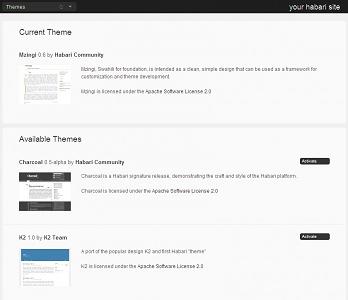 Themes
your habari site
Current Theme
Mzingi 0.6 by Habari Community
Mzingi, Swahili for foundation, is intended as a clean, simple design that can be used as a framework for
customization and theme development.
Mzingi is licensed under the Apache Software License 2.0
Available Themes
Charcoal 0.5-alpha by Habari Community
Activate
Charcoal is a Habari signature release, demonstrating the craft and style of the Habari platform.
Charcoal is licensed under the Apache Software License 2.0
K2 1.0 by K2 Team
Activate
A port of the popular design K2 and first Habari "theme"
K2 is licensed under the Apache Software License 2.0